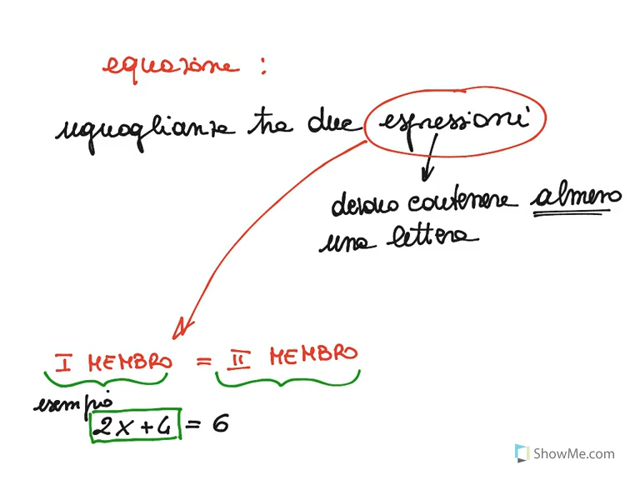 equazione :
uguaglianza tra due espressioni
devono contenere almeno
una lettera
I MEMBRO = II MEMBRO
esempio
2x+4 = 6
ShowMe.com